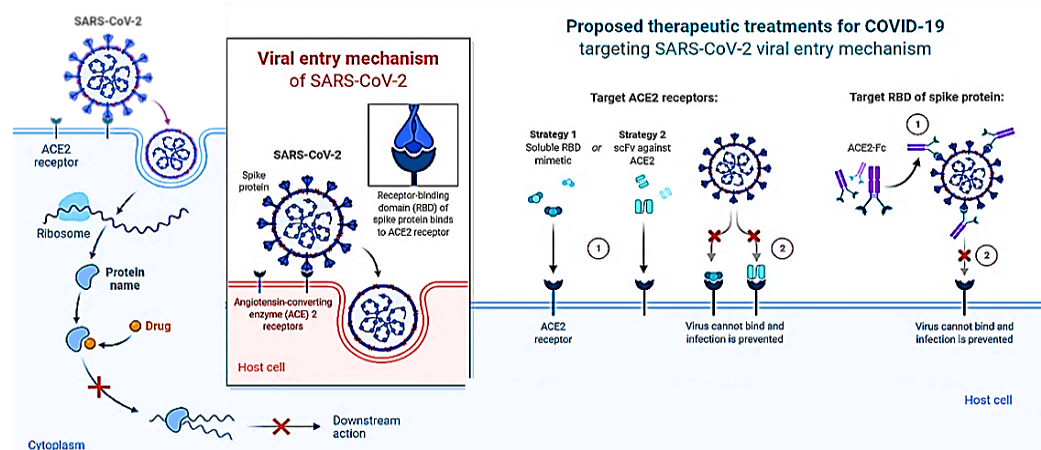 SARS-CoV-2
ACE2
receptor
Ribosome
Protein
name
Drug
Downstream
action
Cytoplasm
Viral entry mechanism
of SARS-CoV-2
SARS-CoV-2
Spike
protein
Receptor-binding
domain (RBD) of
spike protein binds
to ACE2 receptor
Angiotensin-converting
enzyme (ACE) 2
receptors
Host cell
Proposed therapeutic treatments for COVID-19
targeting SARS-CoV-2 viral entry mechanism
Target ACE2 receptors:
Strategy 1
Soluble RBD
mimetic
or
Strategy 2
scFv against
ACE2
1
2
ACE2
receptor
Virus cannot bind and
infection is prevented
Target RBD of spike protein:
ACE2-Fc
1
2
Virus cannot bind and
infection is prevented
Host cell